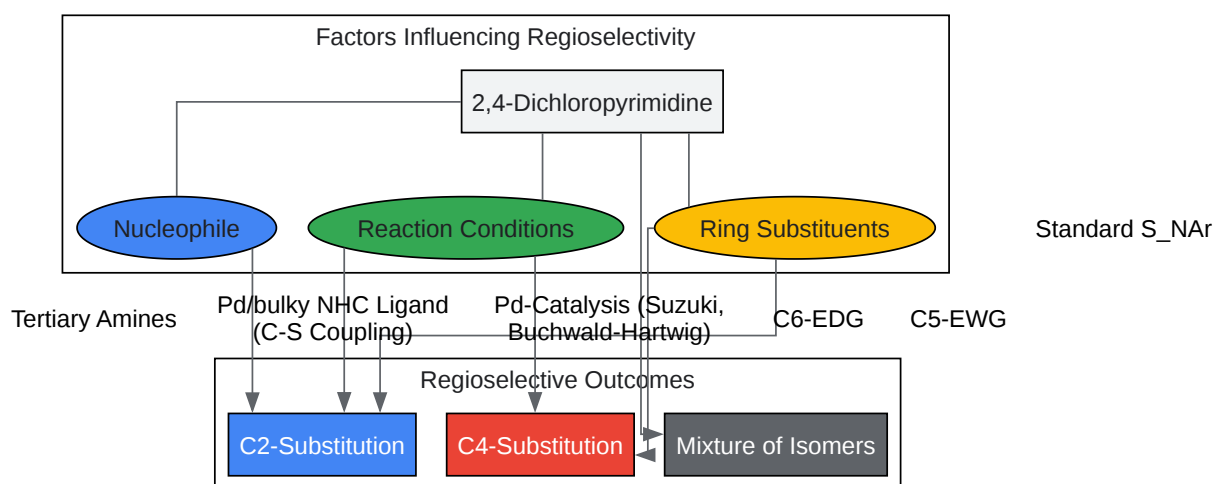 Factors Influencing Regioselectivity
2,4-Dichloropyrimidine
Nucleophile
Reaction Conditions
Ring Substituents
Standard S_NAr
Tertiary Amines
Pd/bulky NHC Ligand
(C-S Coupling)
Pd-Catalysis (Suzuki,
Buchwald-Hartwig)
C6-EDG
C5-EWG
Regioselective Outcomes
C2-Substitution
C4-Substitution
Mixture of Isomers